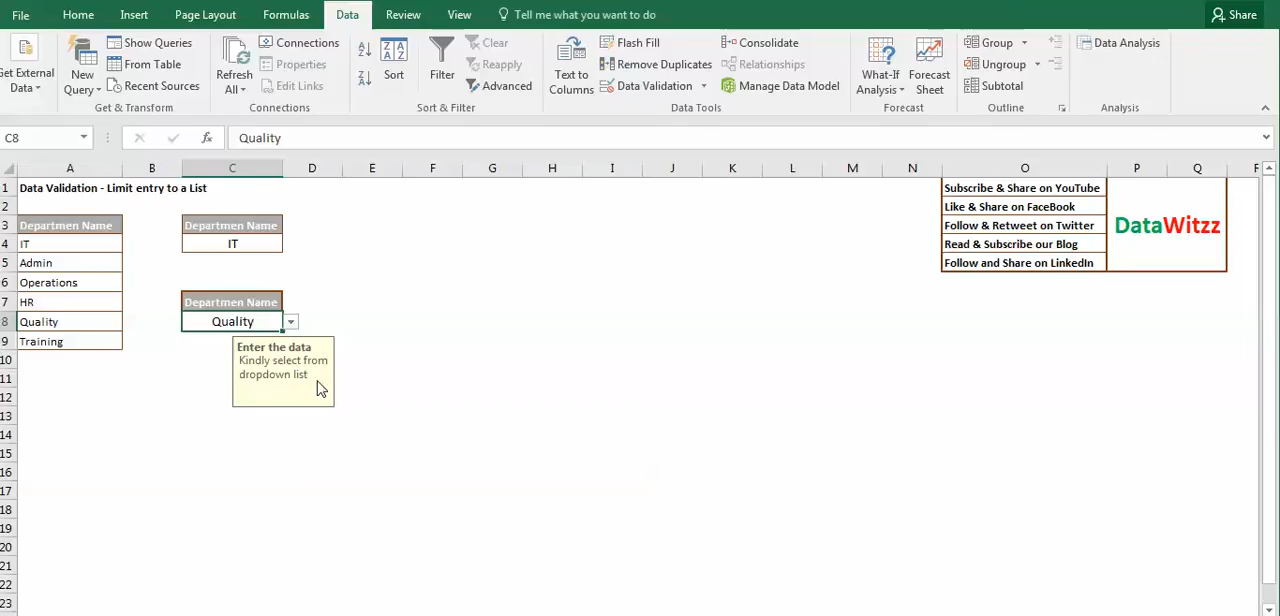 File Home Insert Page Layout Formulas Data Review View Tell me what you want to do Share
Get External Data
New Query
Show Queries
From Table
Recent Sources
Get & Transform
Refresh All
Connections
Properties
Edit Links
Connections
Sort
Filter
Clear
Reapply
Advanced
Sort & Filter
Text to Columns
Flash Fill
Remove Duplicates
Data Validation
Consolidate
Relationships
Manage Data Model
Data Tools
What-If Analysis
Forecast Sheet
Forecast
Group
Ungroup
Subtotal
Outline
Data Analysis
Analysis
C8 fx Quality
A B C D E F G H I J K L M N O P Q
1 Data Validation - Limit entry to a List Subscribe & Share on YouTube
2 Like & Share on FaceBook
3 Departmen Name Departmen Name Follow & Retweet on Twitter DataWitzz
4 IT IT Read & Subscribe our Blog
5 Admin Follow and Share on LinkedIn
6 Operations
7 HR Departmen Name
8 Quality Quality
9 Training
Enter the data
Kindly select from
dropdown list
10
11
12
13
14
15
16
17
18
19
20
21
22
23